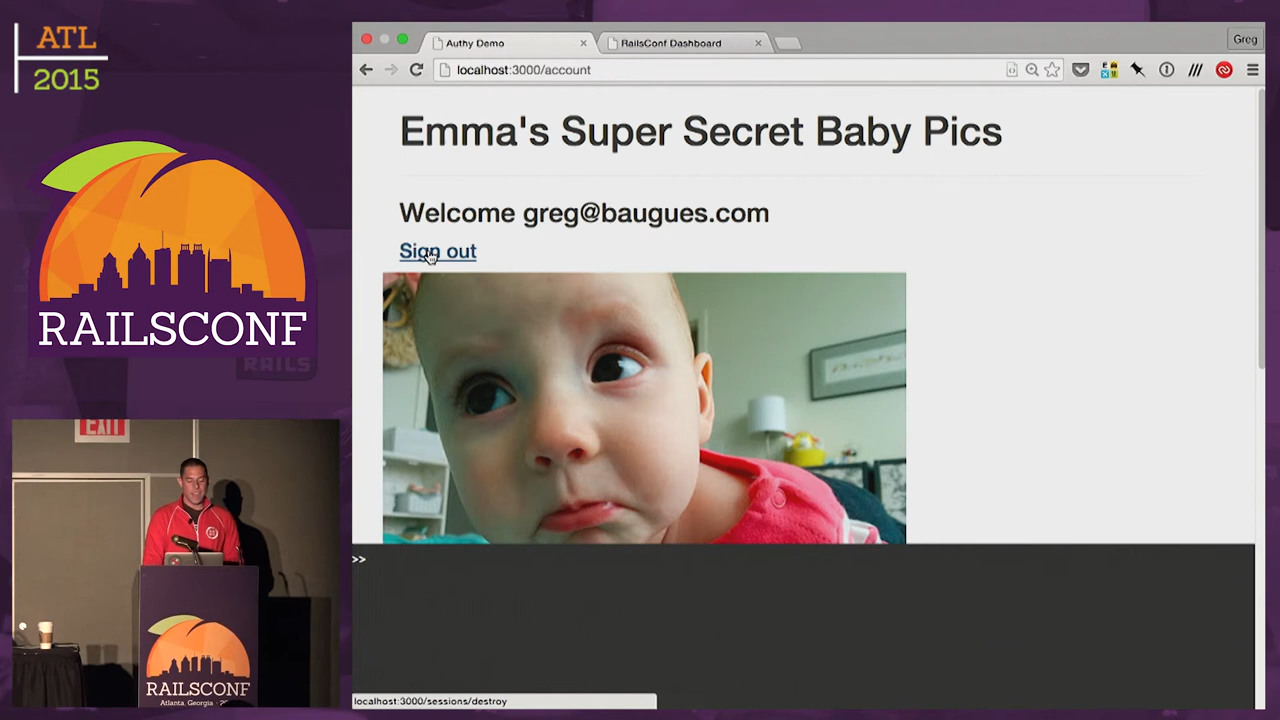 ATL
2015
RAILSCONF
RAILS
EXIT
RAILSCONF
Atlanta, Georgia
Authy Demo
RailsConf Dashboard
Greg
localhost:3000/account
Emma's Super Secret Baby Pics
Welcome greg@baugues.com
Sign out
>>
localhost:3000/sessions/destroy